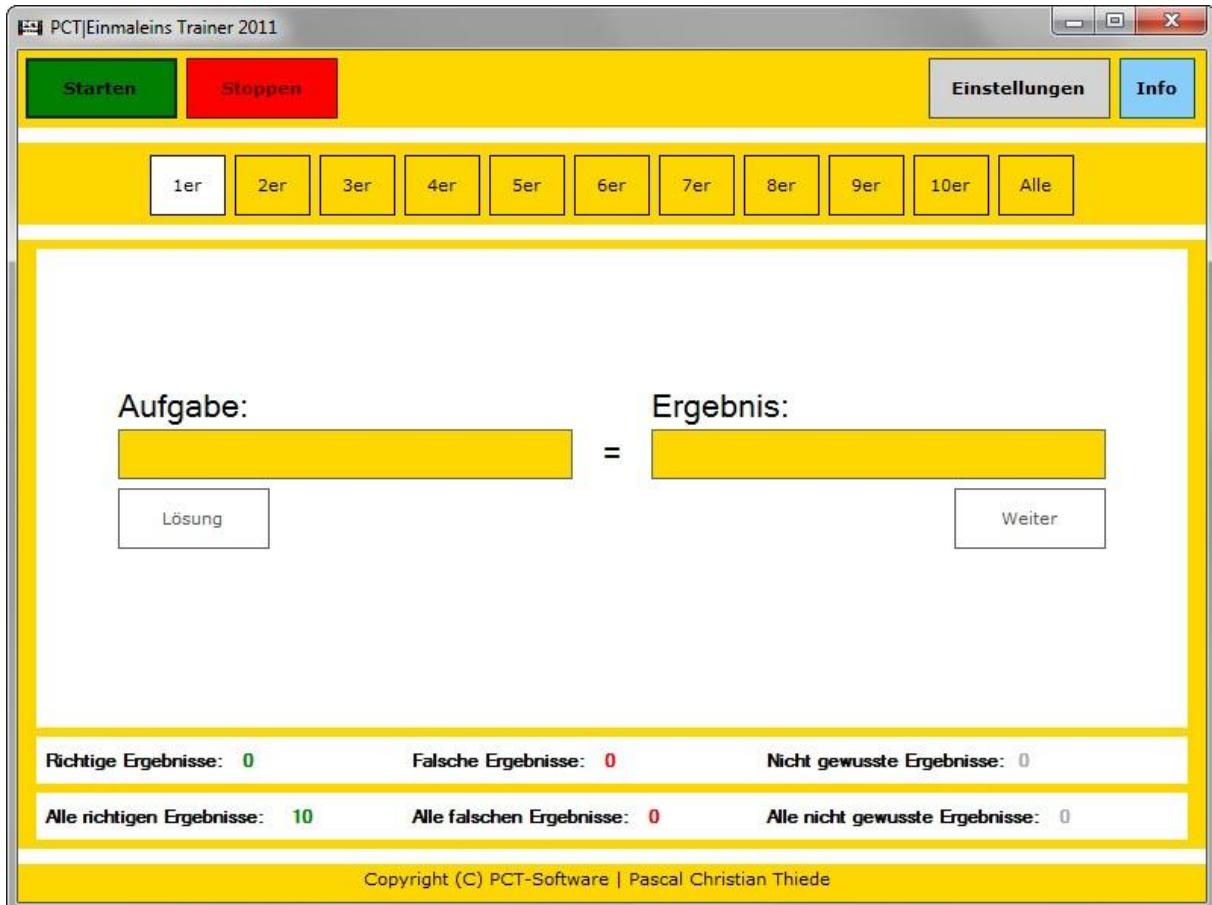 PCT|Einmaleins Trainer 2011
Starten Stoppen Einstellungen Info
1er 2er 3er 4er 5er 6er 7er 8er 9er 10er Alle
Aufgabe: Ergebnis:
=
Lösung Weiter
Richtige Ergebnisse: 0 Falsche Ergebnisse: 0 Nicht gewusste Ergebnisse: 0
Alle richtigen Ergebnisse: 10 Alle falschen Ergebnisse: 0 Alle nicht gewusste Ergebnisse: 0
Copyright (C) PCT-Software | Pascal Christian Thiede